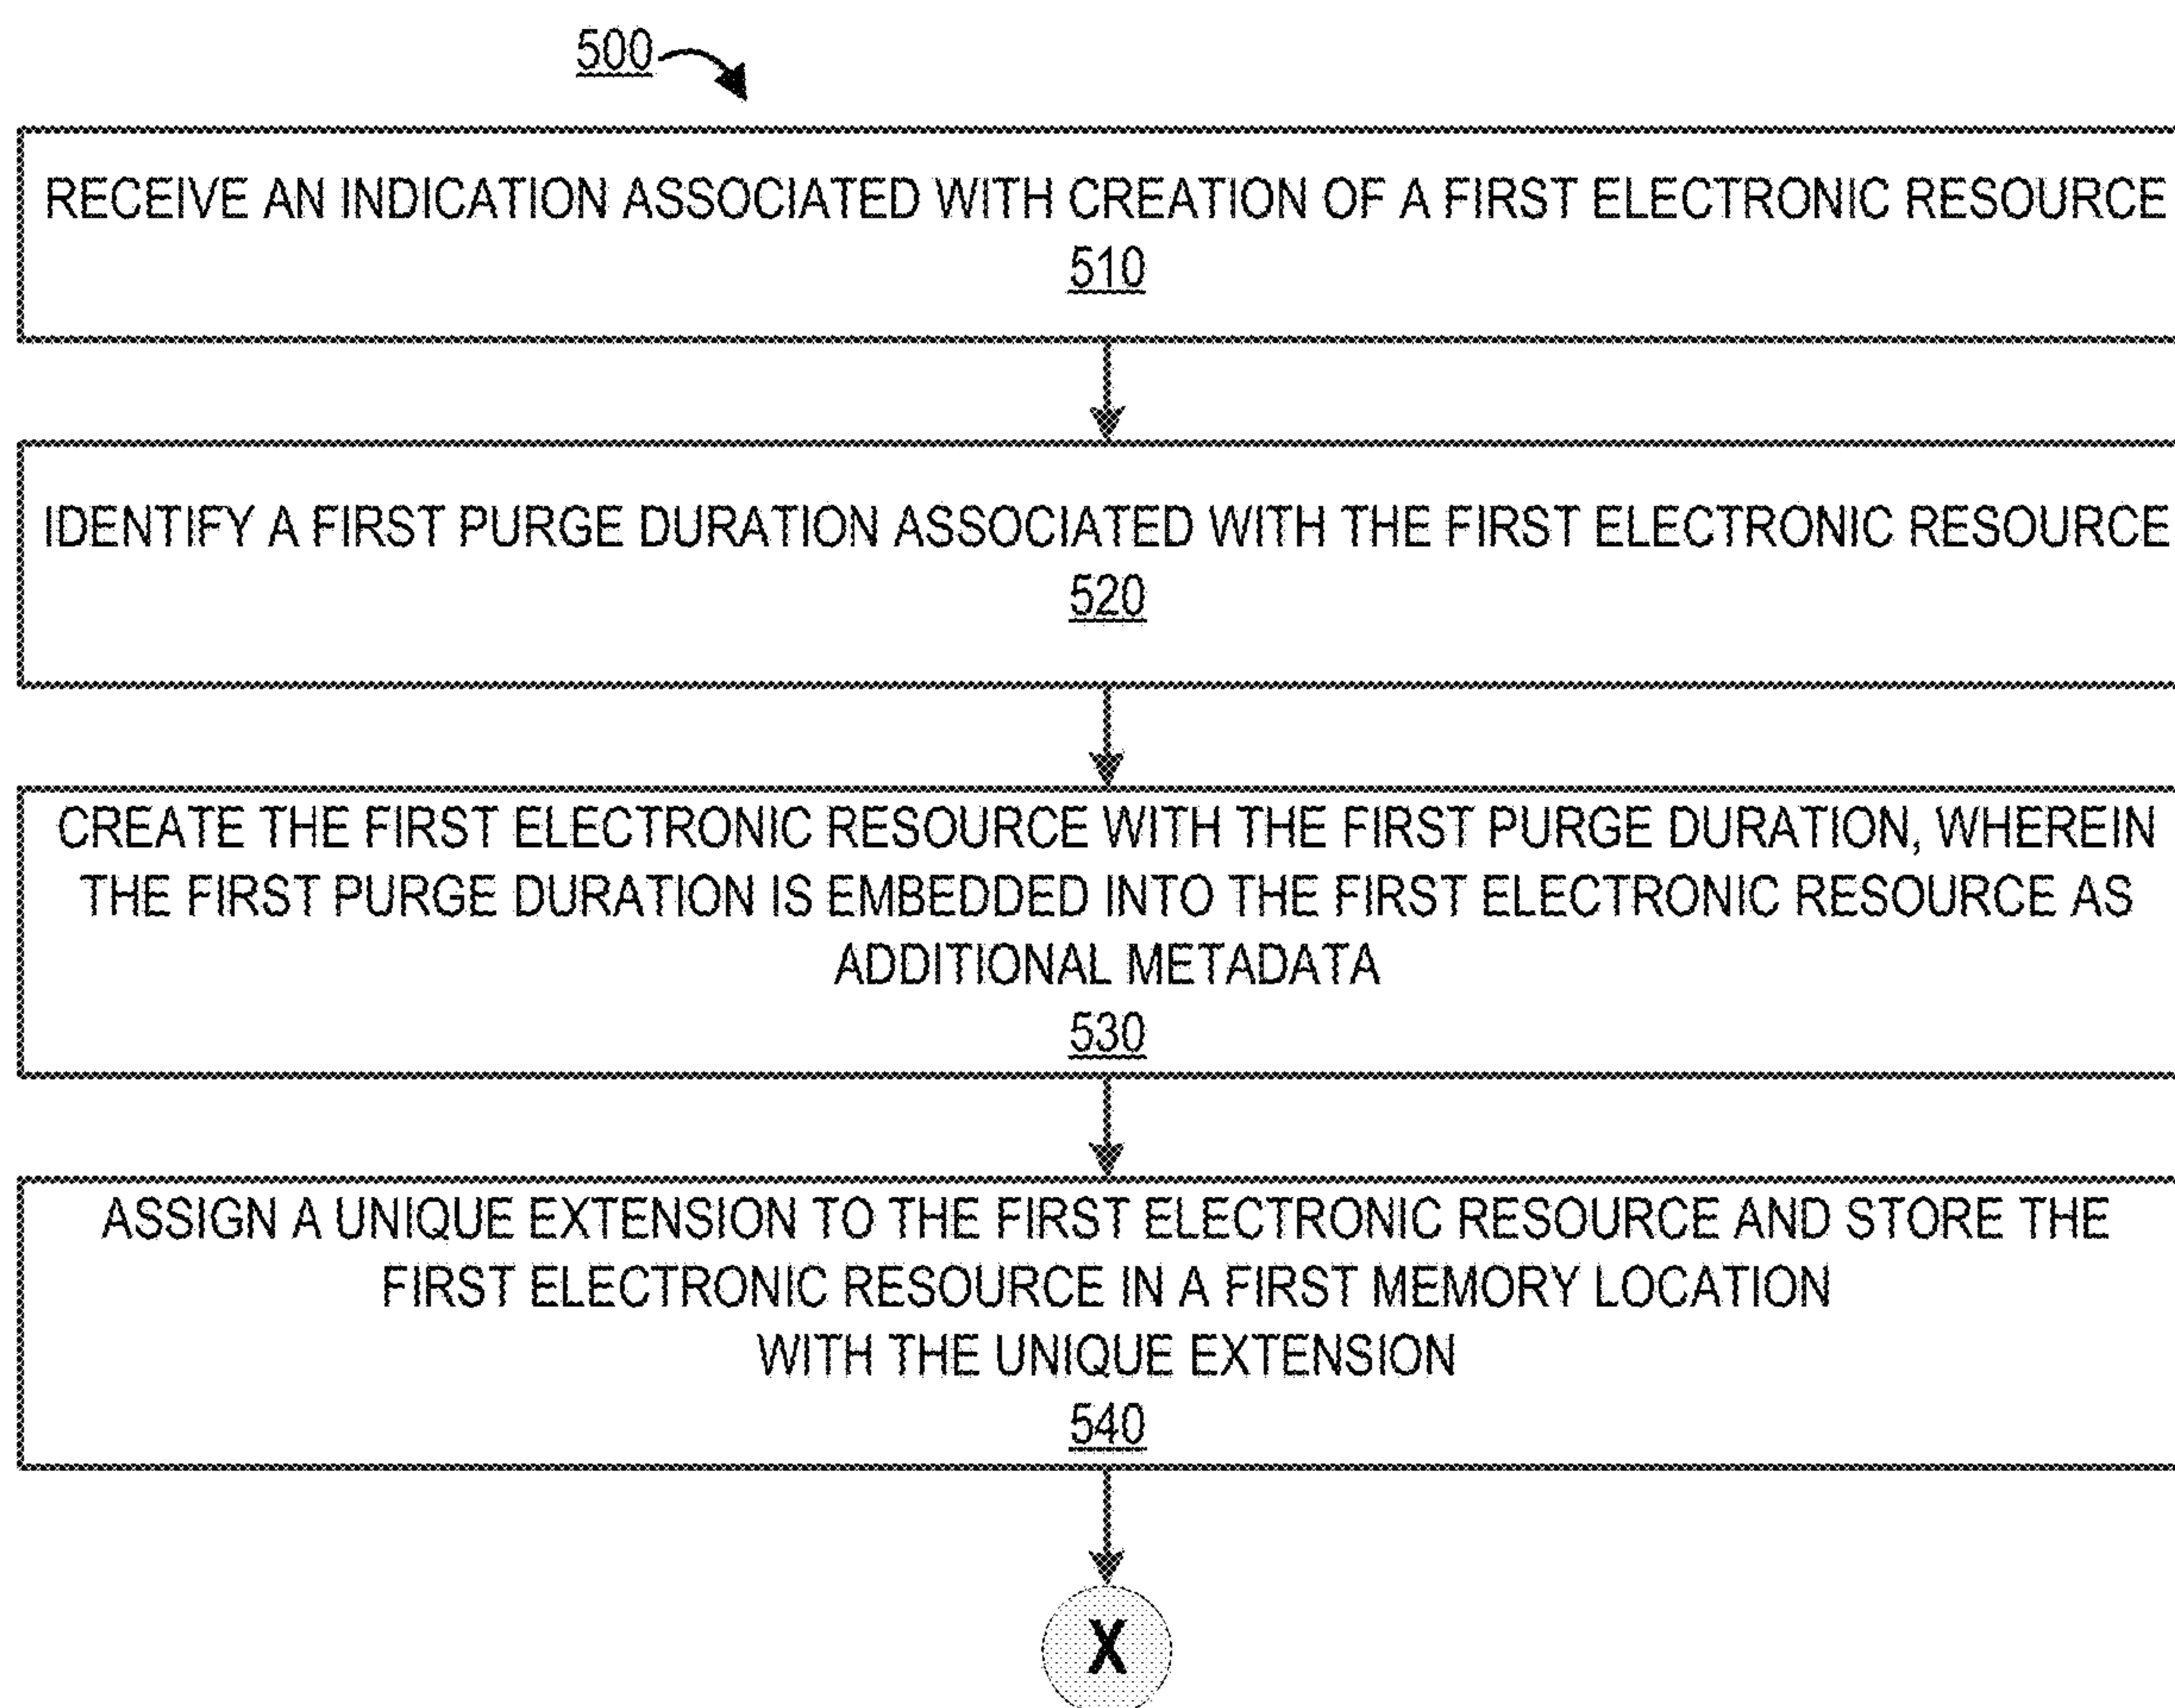 500
RECEIVE AN INDICATION ASSOCIATED WITH CREATION OF A FIRST ELECTRONIC RESOURCE
510
IDENTIFY A FIRST PURGE DURATION ASSOCIATED WITH THE FIRST ELECTRONIC RESOURCE
520
CREATE THE FIRST ELECTRONIC RESOURCE WITH THE FIRST PURGE DURATION, WHEREIN
THE FIRST PURGE DURATION IS EMBEDDED INTO THE FIRST ELECTRONIC RESOURCE AS
ADDITIONAL METADATA
530
ASSIGN A UNIQUE EXTENSION TO THE FIRST ELECTRONIC RESOURCE AND STORE THE
FIRST ELECTRONIC RESOURCE IN A FIRST MEMORY LOCATION
WITH THE UNIQUE EXTENSION
540
X